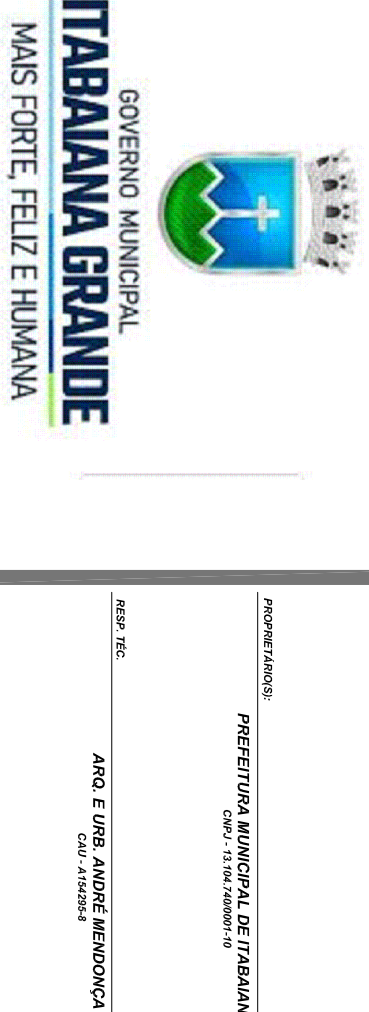 GOVERNO MUNICIPAL
ITABAIANA GRANDE
MAIS FORTE, FELIZ E HUMANA
PROPRIETÁRIO(S):
PREFEITURA MUNICIPAL DE ITABAIAN
CNPJ - 13.104.740/0001-10
RESP. TÉC.
ARQ. E URB. ANDRÉ MENDONÇA
CAU - A154295-8